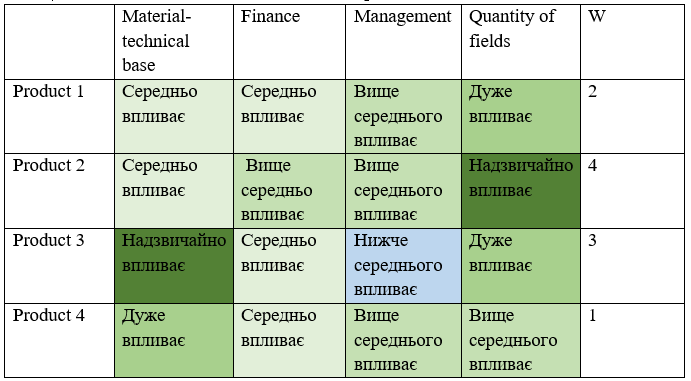 Material-technical base
Finance
Management
Quantity of fields
W
Product 1
Середньо впливає
Середньо впливає
Вище середнього впливає
Дуже впливає
2
Product 2
Середньо впливає
Вище середньо впливає
Вище середнього впливає
Надзвичайно впливає
4
Product 3
Надзвичайно впливає
Середньо впливає
Нижче середнього впливає
Дуже впливає
3
Product 4
Дуже впливає
Середньо впливає
Вище середнього впливає
Вище середнього впливає
1